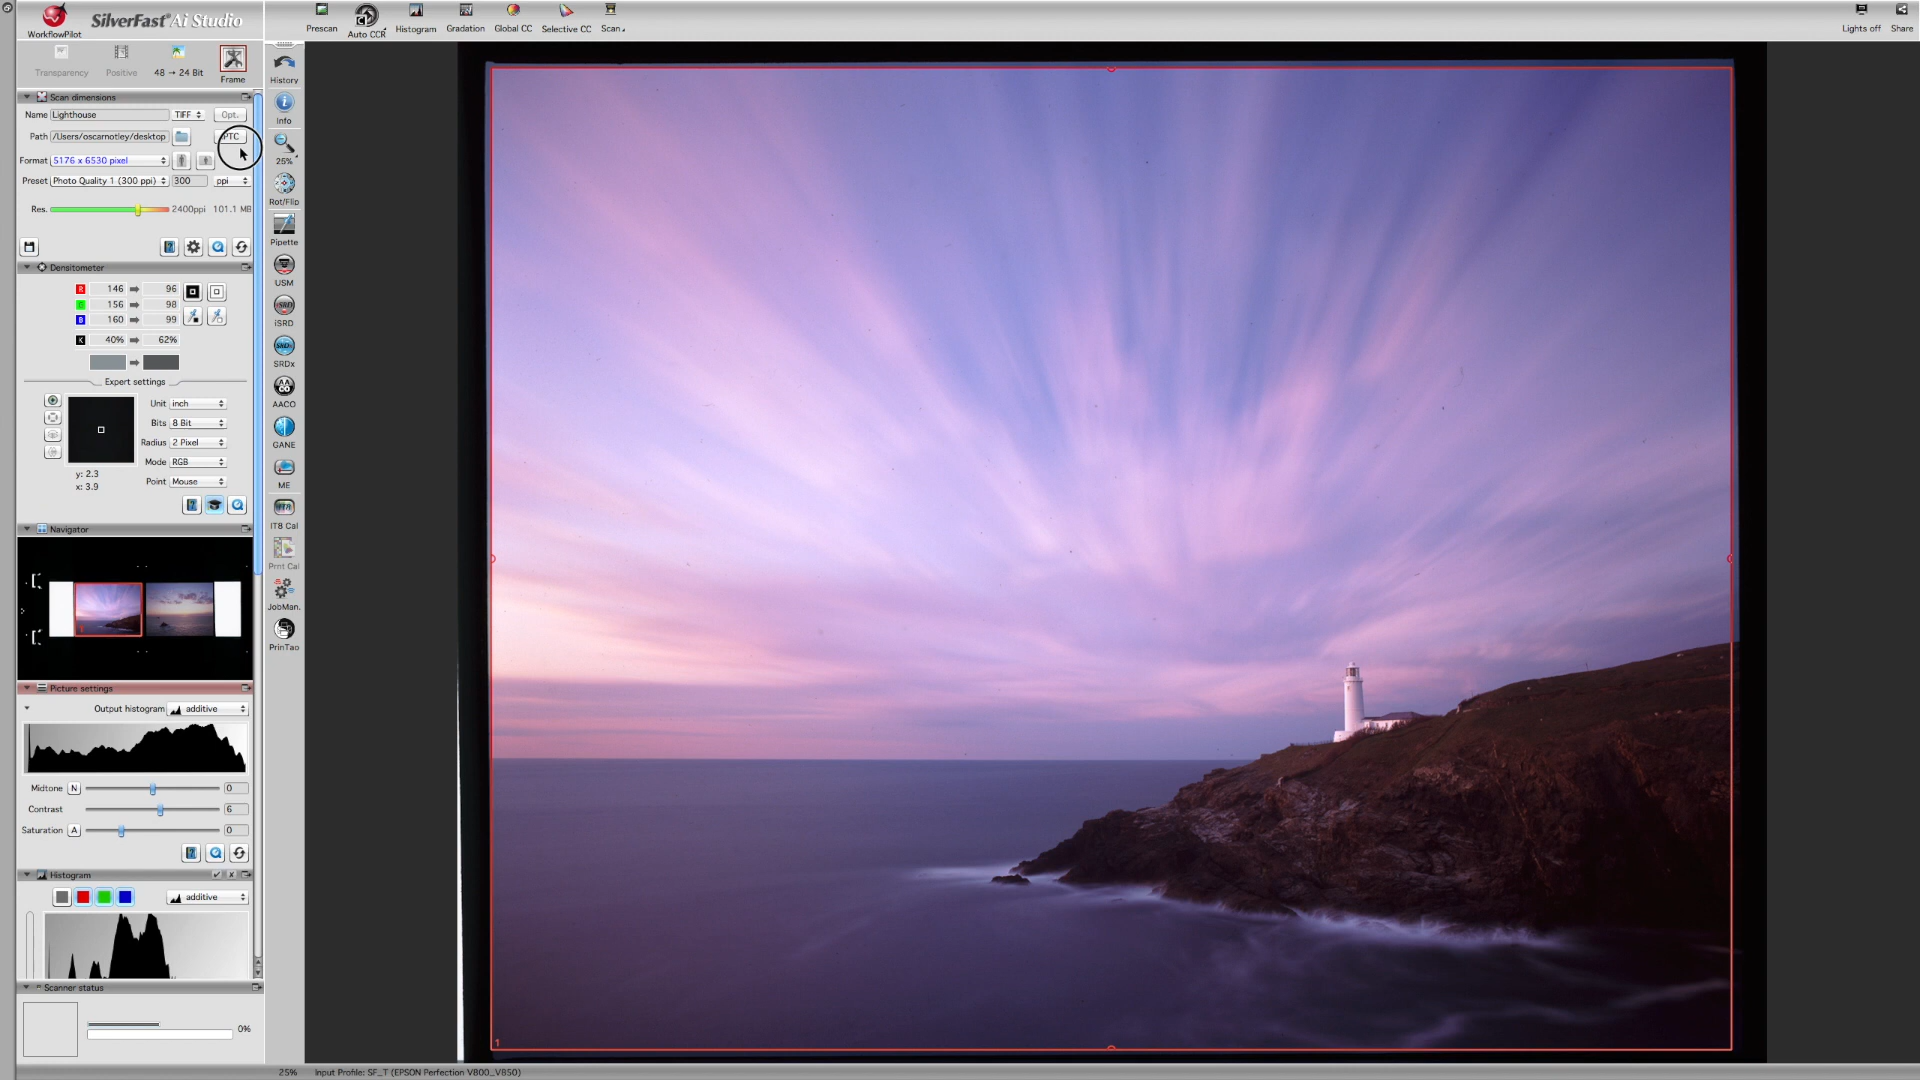 SilverFast® Ai Studio
WorkflowPilot
Prescan
Auto CCR
Histogram
Gradation
Global CC
Selective CC
Scan
Lights off
Share
Transparency
Positive
48 → 24 Bit
Frame
Scan dimensions
Name Lighthouse TIFF Opt.
Path /Users/oscarnotley/desktop PTC
Format 5176 x 6530 pixel
Preset Photo Quality 1 (300 ppi) 300 ppi
Res. 2400ppi 101.1 MB
Densitometer
R 146 96
156 98
B 160 99
K 40% 62%
Expert settings
Unit inch
Bits 8 Bit
Radius 2 Pixel
Mode RGB
Point Mouse
y: 2.3
x: 3.9
Navigator
Picture settings
Output histogram additive
Midtone N 0
Contrast 6
Saturation A 0
Histogram
additive
Scanner status
0%
History
Info
25%
Rot/Flip
Pipette
USM
iSRD
SRDx
AACO
GANE
ME
IT8 Cal
Prnt Cal
JobMan.
PrinTao
1
25% Input Profile: SF_T (EPSON Perfection V800_V850)